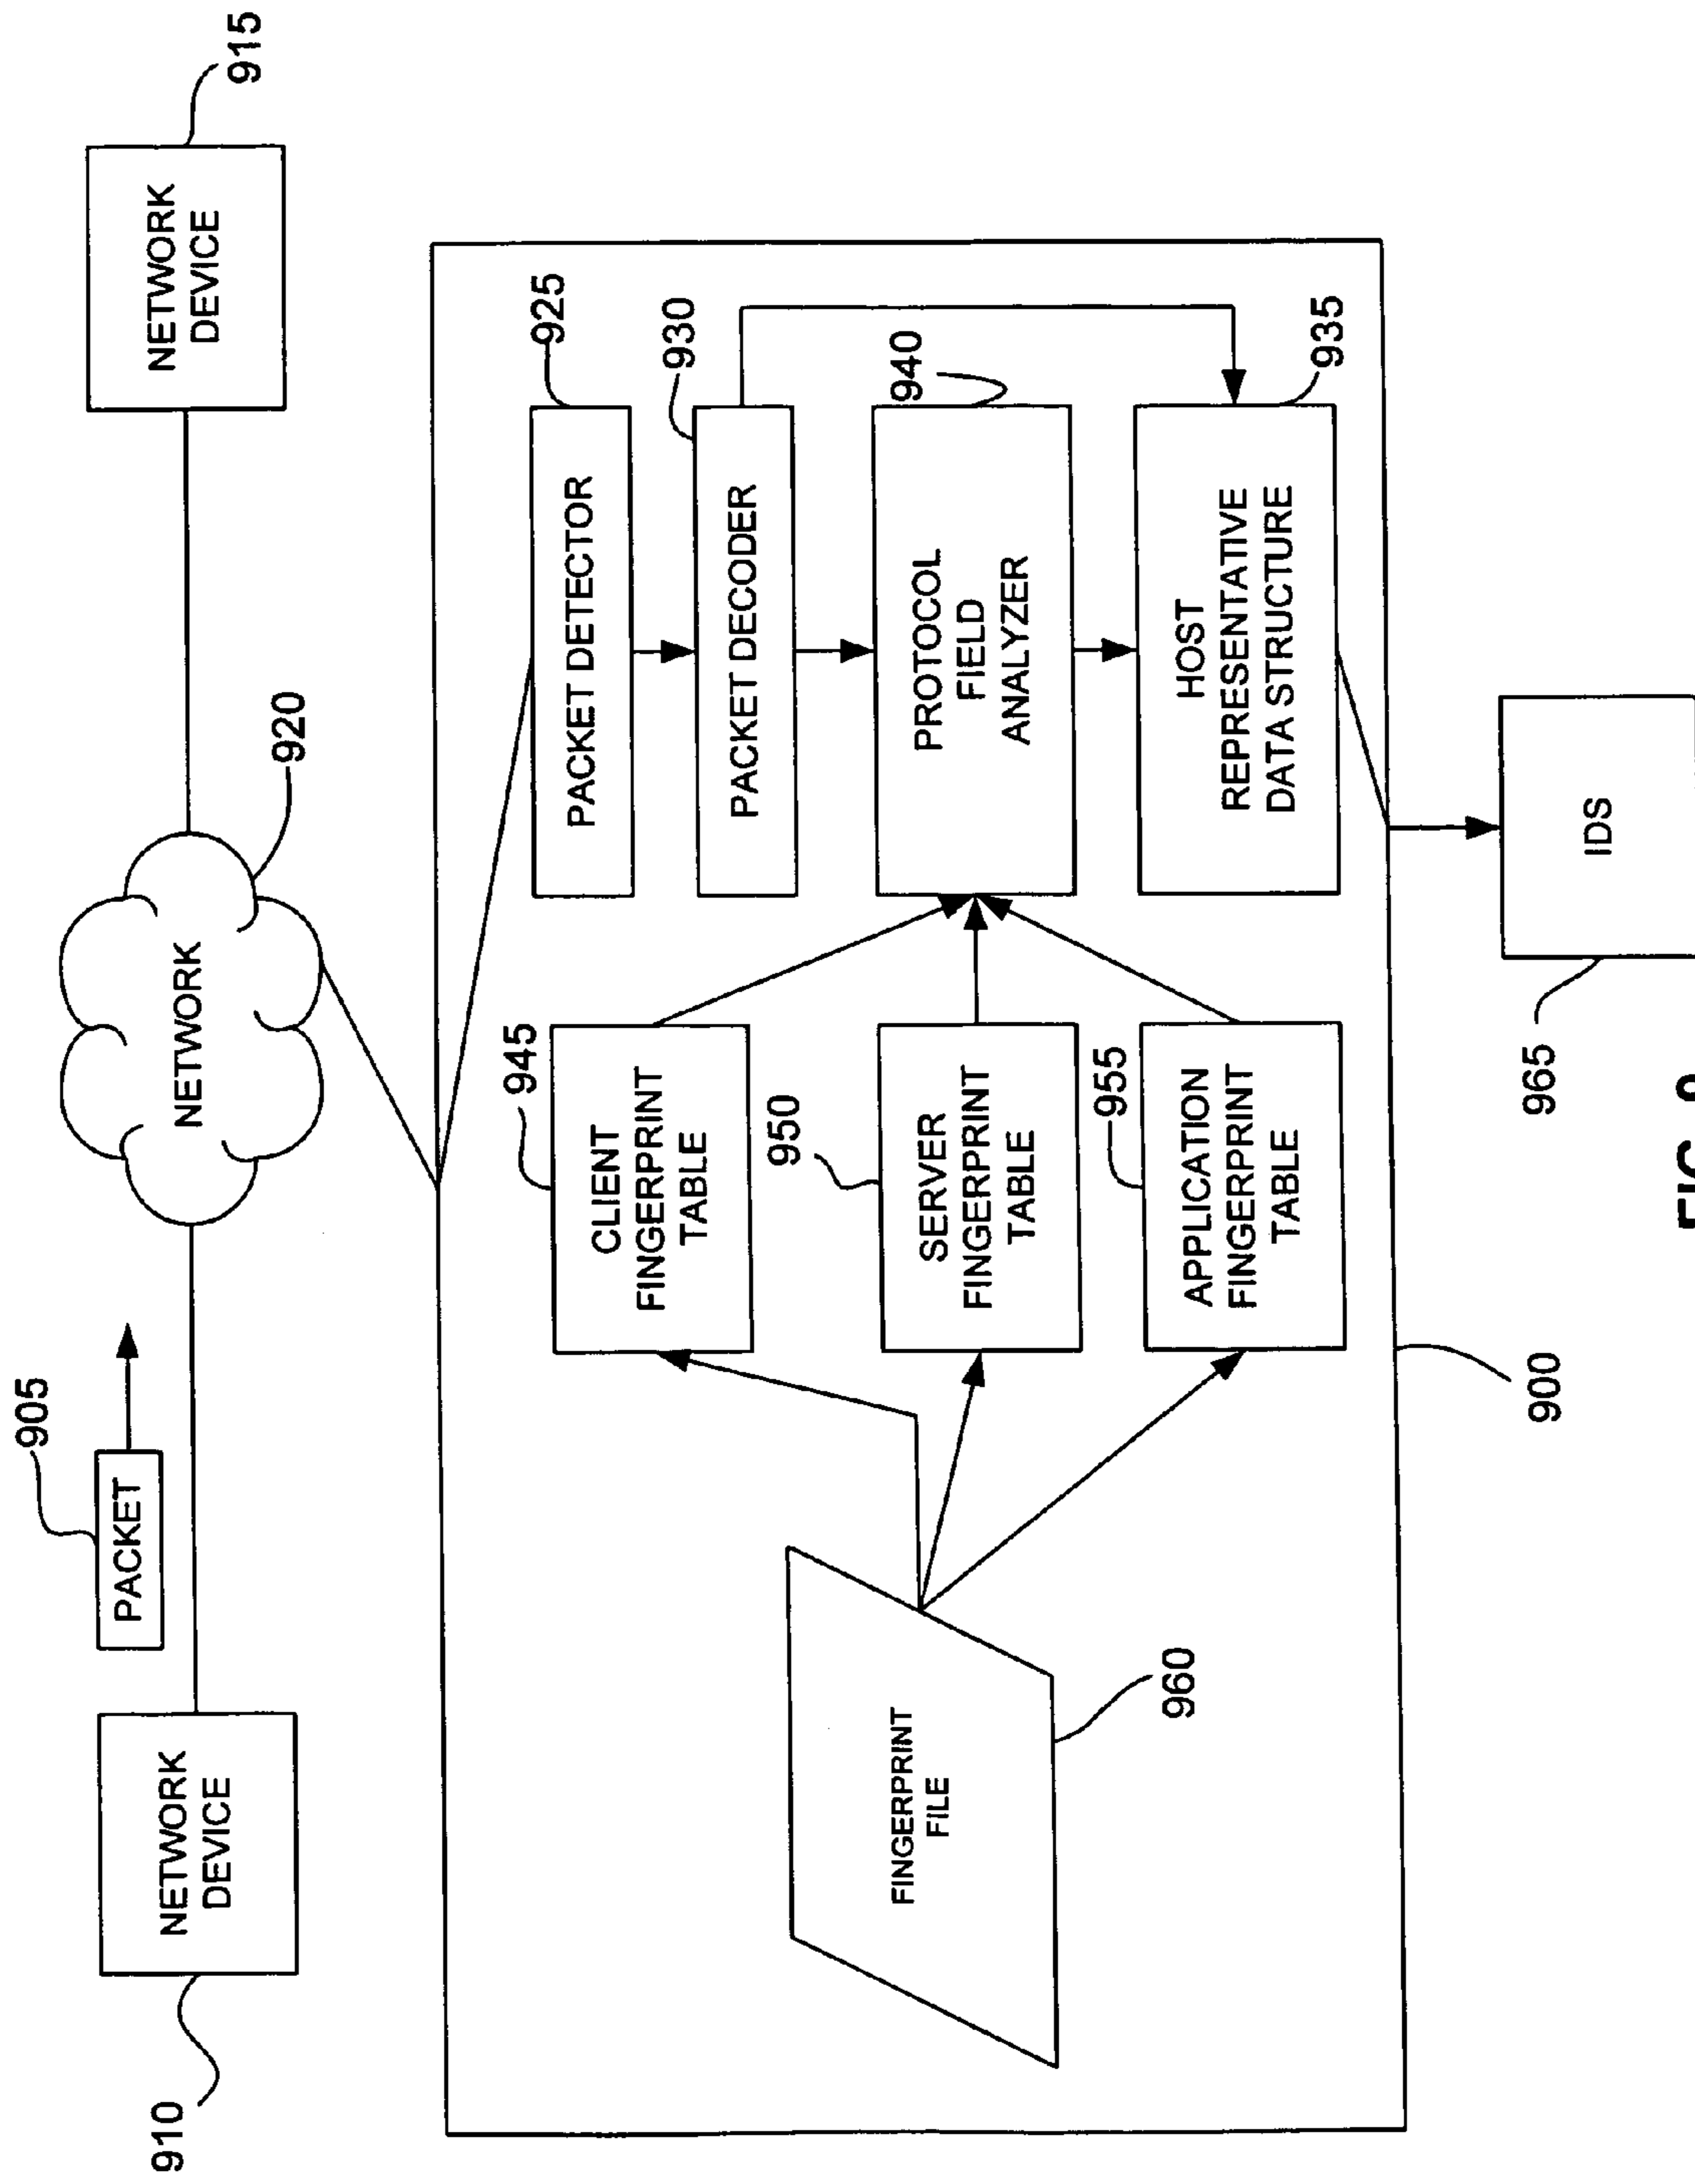 905
PACKET
910
NETWORK
DEVICE
NETWORK
920
NETWORK
DEVICE
915
PACKET DETECTOR
925
PACKET DECODER
930
PROTOCOL
FIELD
ANALYZER
940
HOST
REPRESENTATIVE
DATA STRUCTURE
935
CLIENT
FINGERPRINT
TABLE
945
SERVER
FINGERPRINT
TABLE
950
APPLICATION
FINGERPRINT
TABLE
955
FINGERPRINT
FILE
960
900
IDS
965